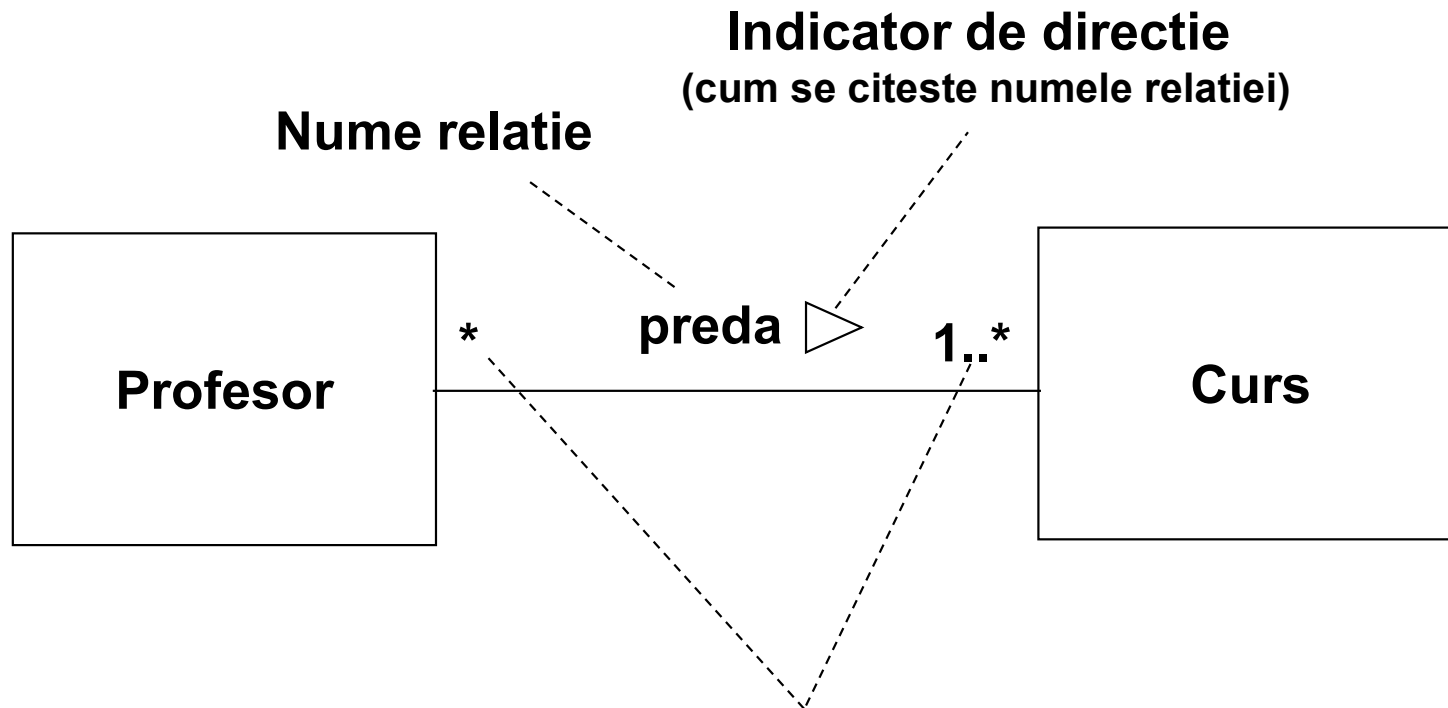 Indicator de directie
(cum se citeste numele relatiei)
Nume relatie
preda
*
1..*
Profesor
Curs